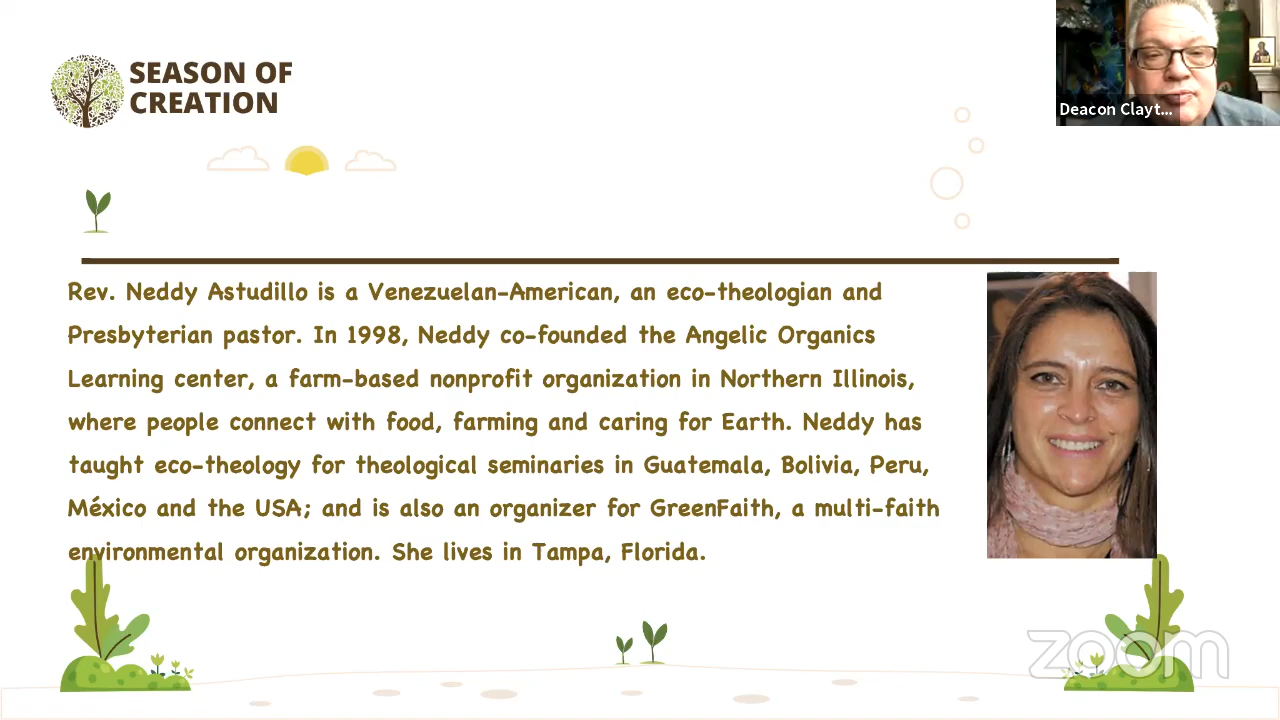 SEASON OF
CREATION
Deacon Clayt...
Rev. Neddy Astudillo is a Venezuelan-American, an eco-theologian and
Presbyterian pastor. In 1998, Neddy co-founded the Angelic Organics
Learning center, a farm-based nonprofit organization in Northern Illinois,
where people connect with food, farming and caring for Earth. Neddy has
taught eco-theology for theological seminaries in Guatemala, Bolivia, Peru,
México and the USA; and is also an organizer for GreenFaith, a multi-faith
environmental organization. She lives in Tampa, Florida.
zoom